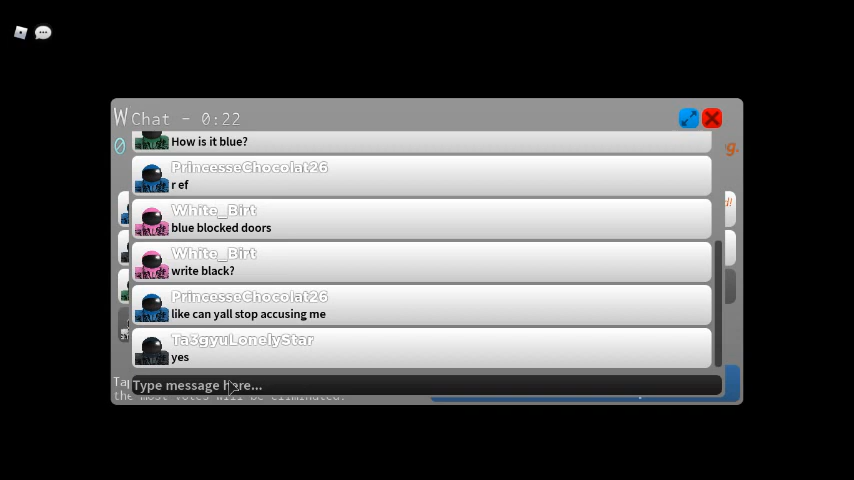 W Chat - 0:22
How is it blue?
PrincesseChocolat26
r ef
White_Birt
blue blocked doors
White_Birt
write black?
PrincesseChocolat26
like can yall stop accusing me
Ta3gyuLonelyStar
yes
Type message here...
the most votes will be eliminated.